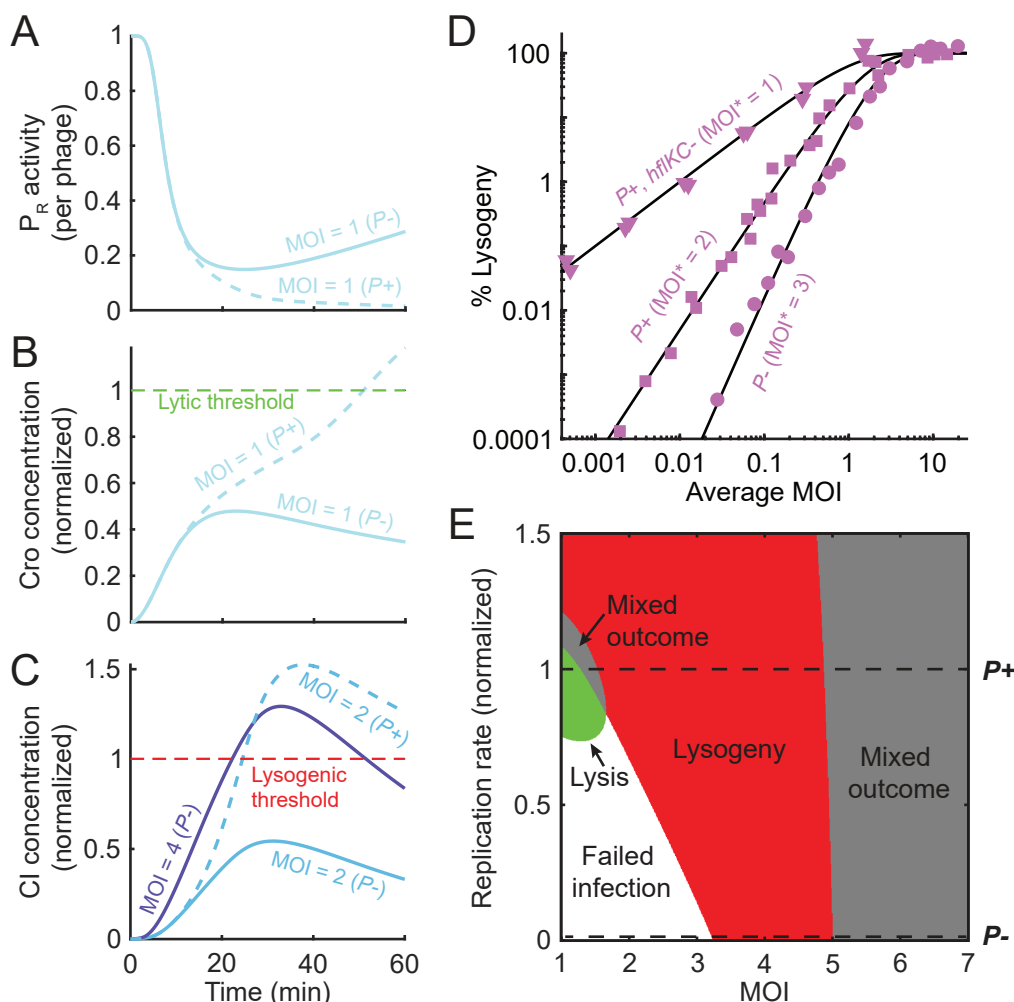 A
P_R activity
(per phage)
1
0.8
0.6
0.4
0.2
0
MOI = 1 (P-)
MOI = 1 (P+)
B
Cro concentration
(normalized)
1
0.8
0.6
0.4
0.2
0
Lytic threshold
MOI = 1 (P+)
MOI = 1 (P-)
C
CI concentration
(normalized)
1.5
1
0.5
0
MOI = 2 (P+)
Lysogenic
threshold
MOI = 4 (P-)
MOI = 2 (P-)
0 20 40 60
Time (min)
D
% Lysogeny
100
1
0.01
0.0001
P+, hflKC- (MOI* = 1)
P+ (MOI* = 2)
P- (MOI* = 3)
0.001 0.01 0.1 1 10
Average MOI
E
Replication rate (normalized)
1.5
1
0.5
0
Mixed
outcome
Lysis
Lysogeny
Mixed
outcome
Failed
infection
P+
P-
1 2 3 4 5 6 7
MOI